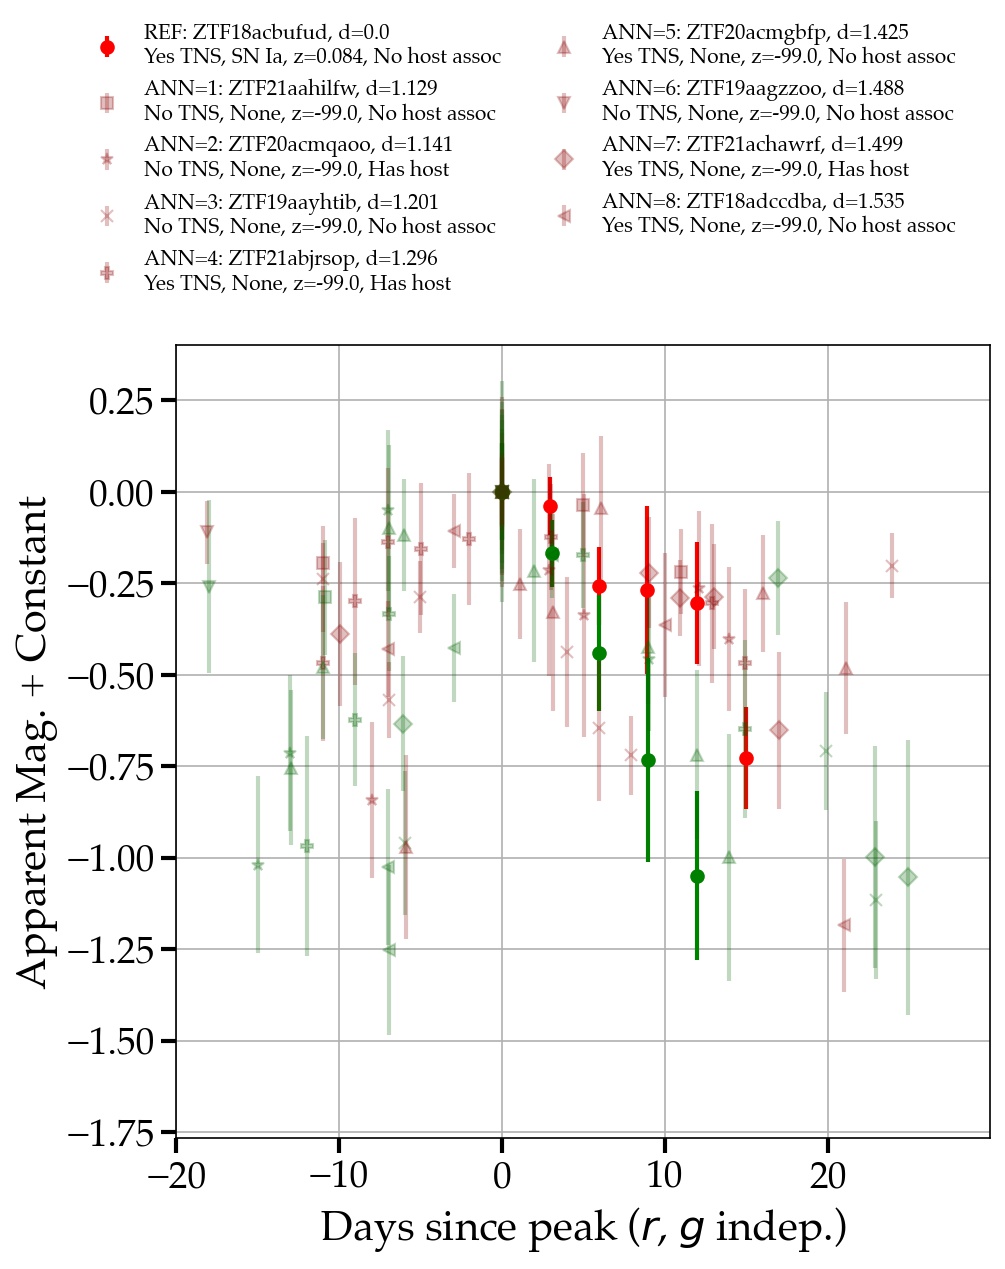 REF: ZTF18acbufud, d=0.0
Yes TNS, SN Ia, z=0.084, No host assoc
ANN=1: ZTF21aahilfw, d=1.129
No TNS, None, z=-99.0, No host assoc
ANN=2: ZTF20acmqaoo, d=1.141
No TNS, None, z=-99.0, Has host
ANN=3: ZTF19aayhtib, d=1.201
No TNS, None, z=-99.0, No host assoc
ANN=4: ZTF21abjrsop, d=1.296
Yes TNS, None, z=-99.0, Has host
ANN=5: ZTF20acmgbfp, d=1.425
Yes TNS, None, z=-99.0, No host assoc
ANN=6: ZTF19aagzzoo, d=1.488
No TNS, None, z=-99.0, No host assoc
ANN=7: ZTF21achawrf, d=1.499
Yes TNS, None, z=-99.0, Has host
ANN=8: ZTF18adccdba, d=1.535
Yes TNS, None, z=-99.0, No host assoc
Apparent Mag. + Constant
0.25
0.00
−0.25
−0.50
−0.75
−1.00
−1.25
−1.50
−1.75
−20
−10
0
10
20
Days since peak (r, g indep.)